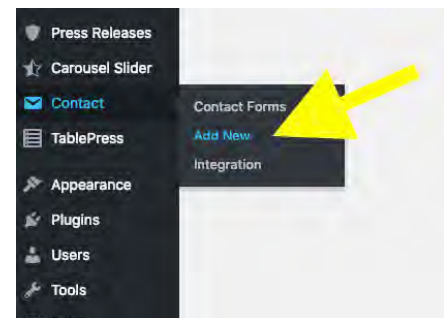 Press Releases
Carousel Slider
Contact
TablePress
Appearance
Plugins
Users
Tools
Contact Forms
Add New
Integration